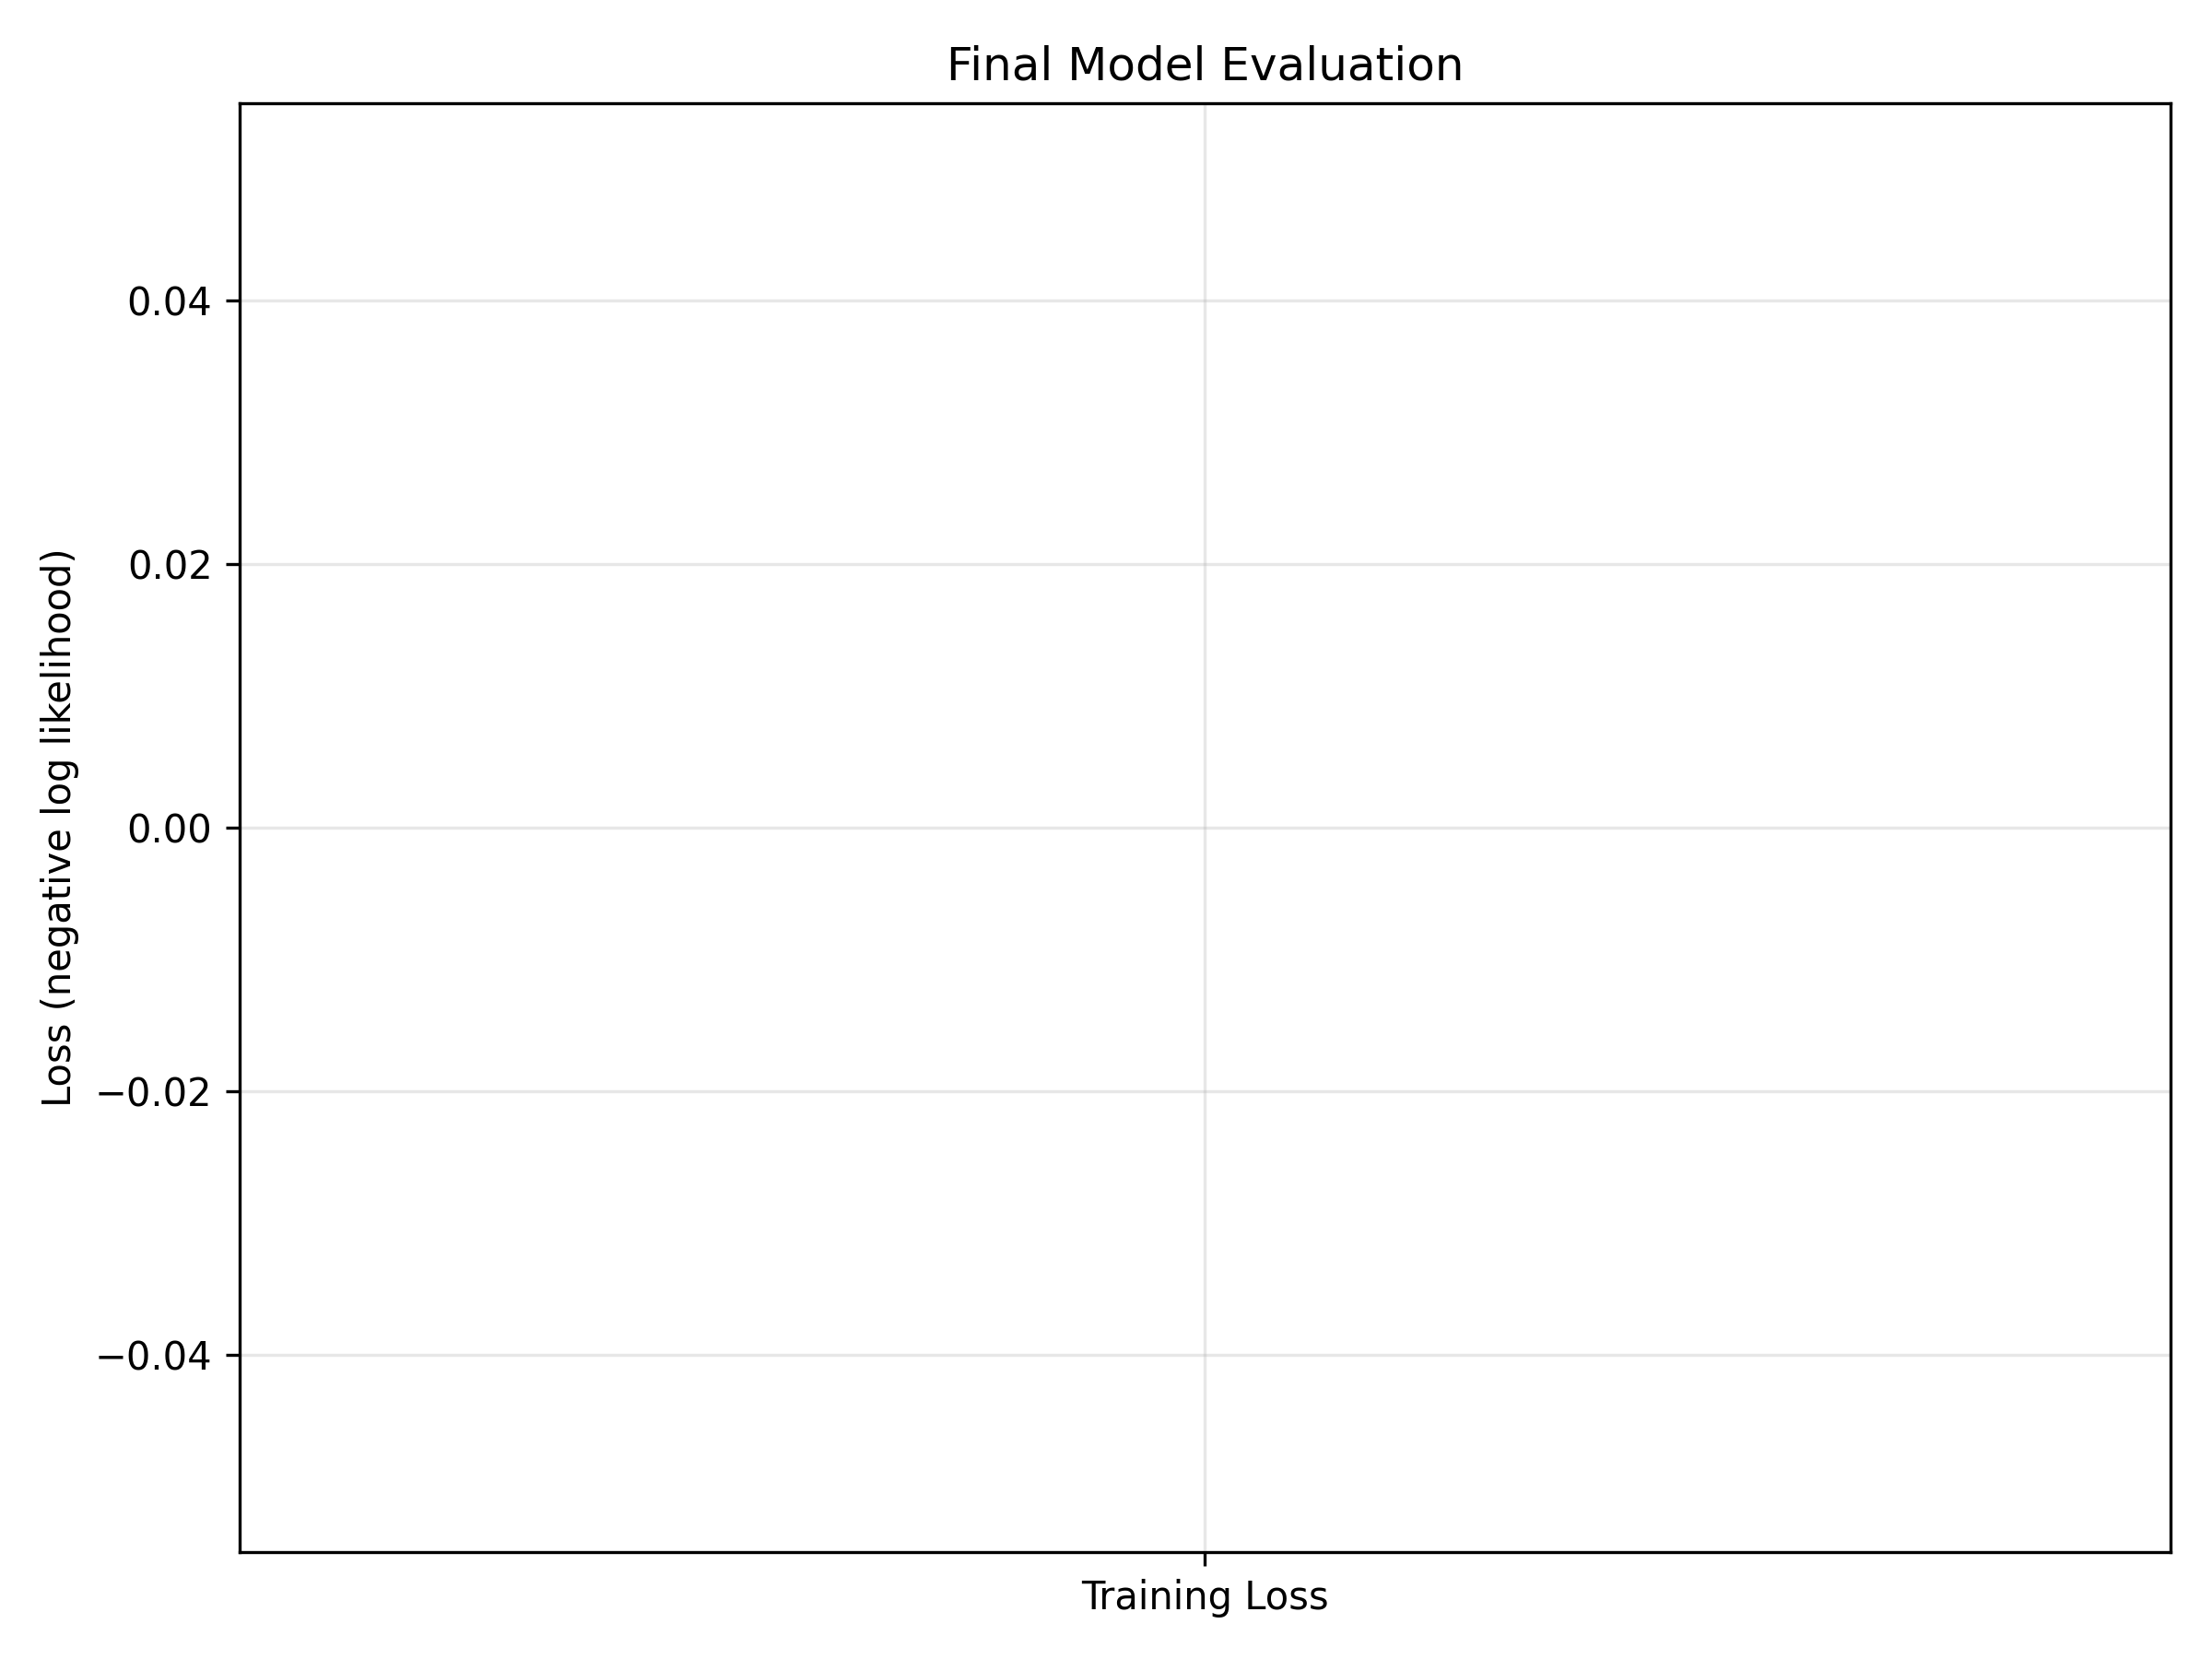 Final Model Evaluation
Loss (negative log likelihood)
0.04
0.02
0.00
−0.02
−0.04
Training Loss